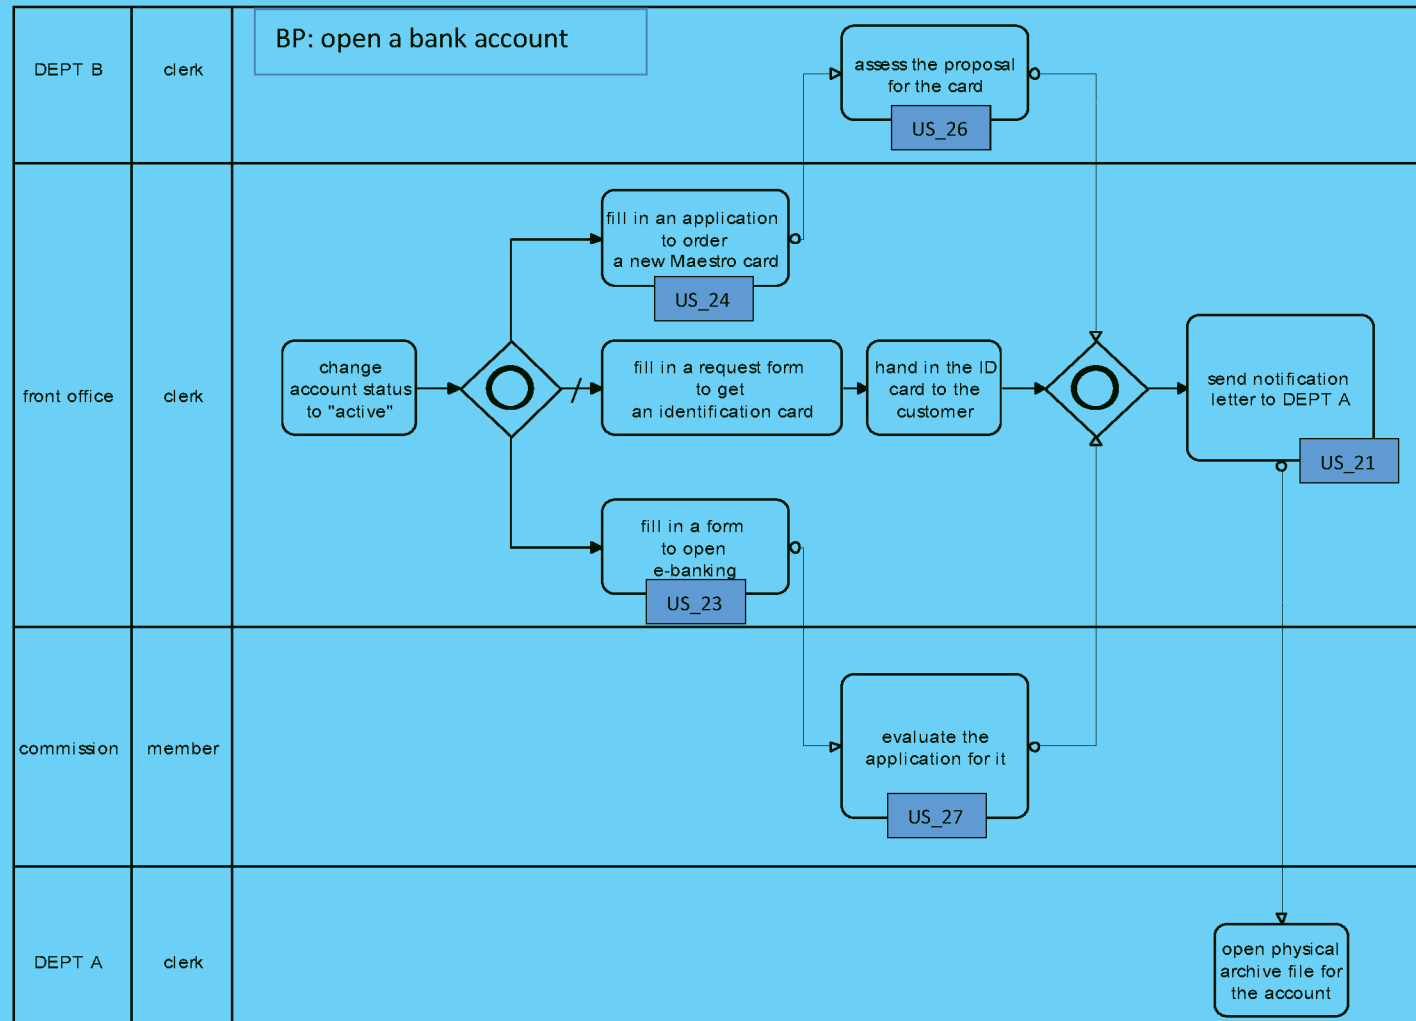 BP: open a bank account
DEPT B
clerk
assess the proposal
for the card
US_26
front office
clerk
fill in an application
to order
a new Maestro card
US_24
change
account status
to "active"
fill in a request form
to get
an identification card
hand in the ID
card to the
customer
send notification
letter to DEPT A
US_21
fill in a form
to open
e-banking
US_23
commission
member
evaluate the
application for it
US_27
DEPT A
clerk
open physical
archive file for
the account